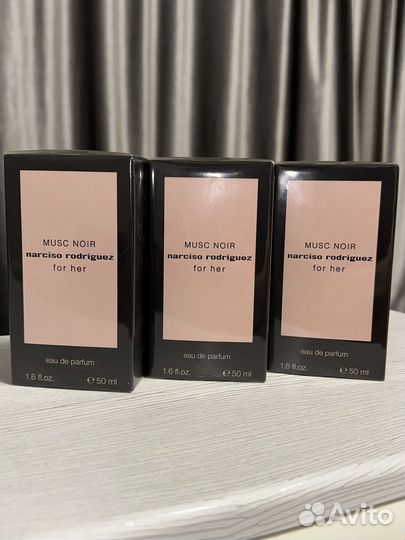 MUSC NOIR
narciso rodriguez
for her
eau de parfum
1.6 fl.oz. ℮ 50 ml
MUSC NOIR
narciso rodriguez
for her
eau de parfum
1.6 fl.oz. ℮ 50 ml
MUSC NOIR
narciso rodriguez
for her
eau de parfum
1.6 fl.oz. ℮ 50 ml
Avito